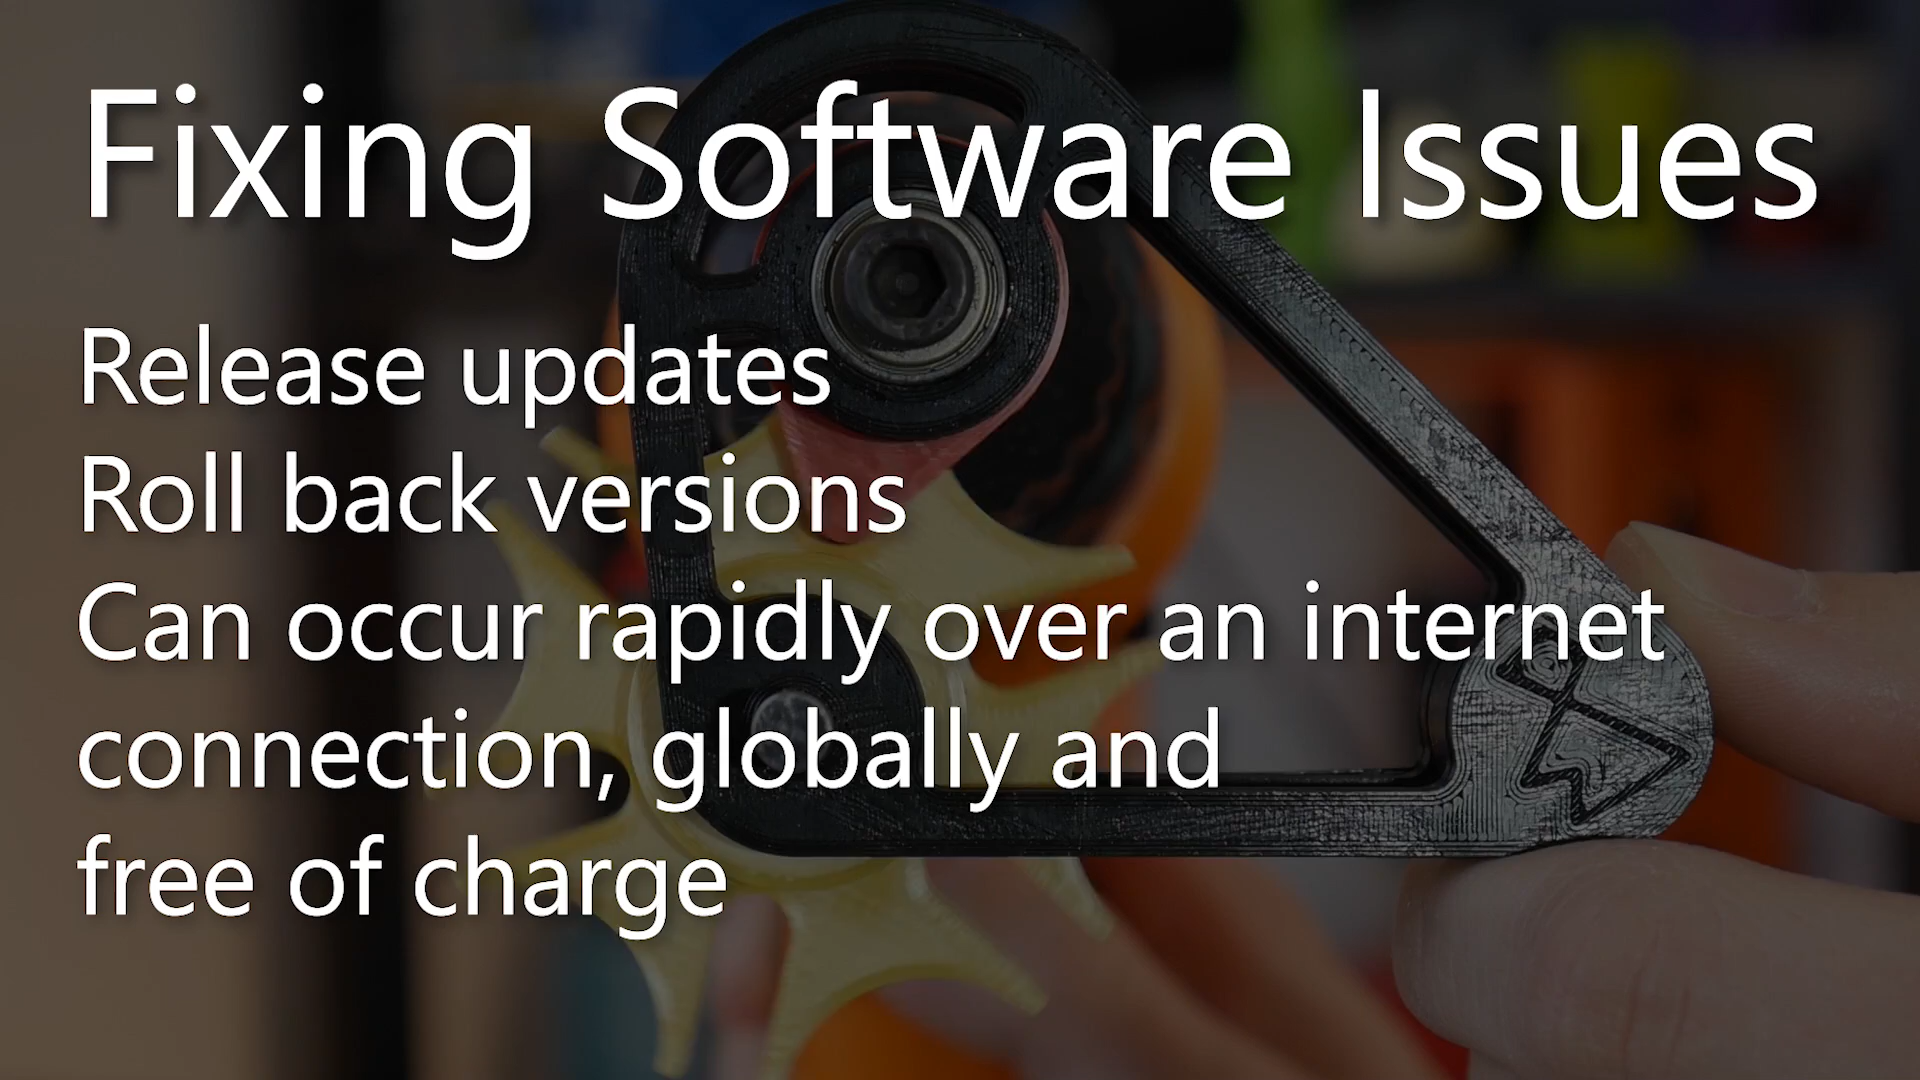 Fixing Software Issues
Release updates
Roll back versions
Can occur rapidly over an internet
connection, globally and
free of charge